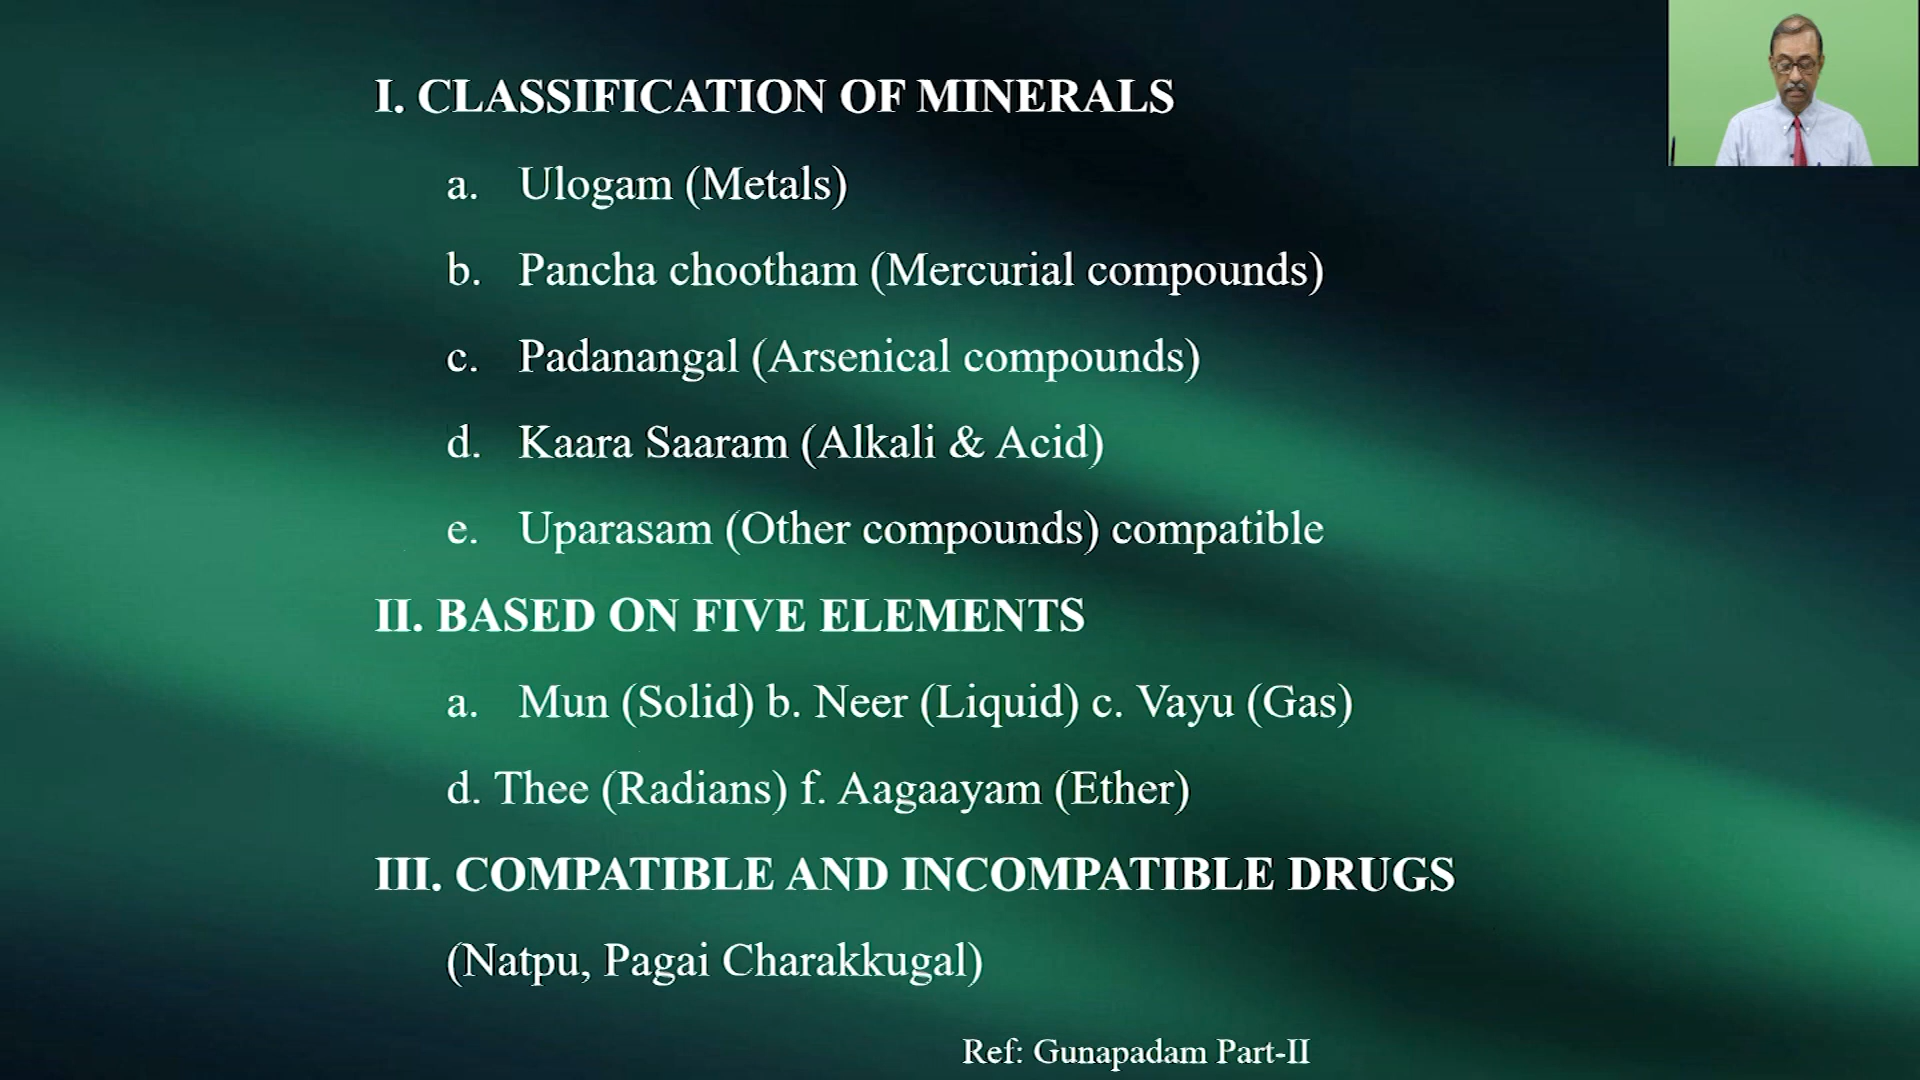 I. CLASSIFICATION OF MINERALS
a. Ulogam (Metals)
b. Pancha chootham (Mercurial compounds)
c. Padanangal (Arsenical compounds)
d. Kaara Saaram (Alkali & Acid)
e. Uparasam (Other compounds) compatible
II. BASED ON FIVE ELEMENTS
a. Mun (Solid) b. Neer (Liquid) c. Vayu (Gas)
d. Thee (Radians) f. Aagaayam (Ether)
III. COMPATIBLE AND INCOMPATIBLE DRUGS
(Natpu, Pagai Charakkugal)
Ref: Gunapadam Part-II